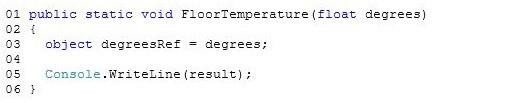 01 public static void FloorTemperature(float degrees)
02 {
03   object degreesRef = degrees;
04
05   Console.WriteLine(result);
06 }